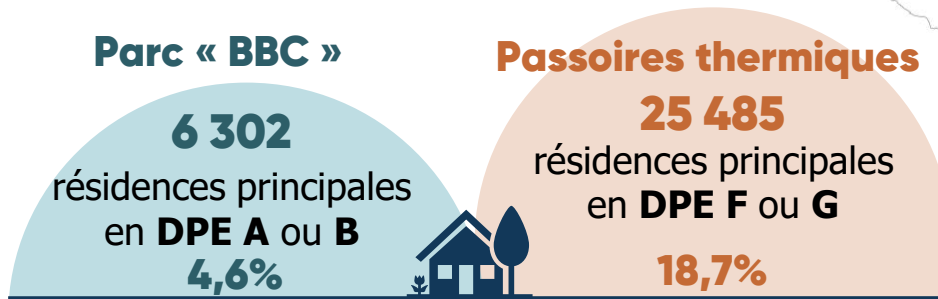 Parc « BBC »
6 302
résidences principales
en DPE A ou B
4,6%
Passoires thermiques
25 485
résidences principales
en DPE F ou G
18,7%